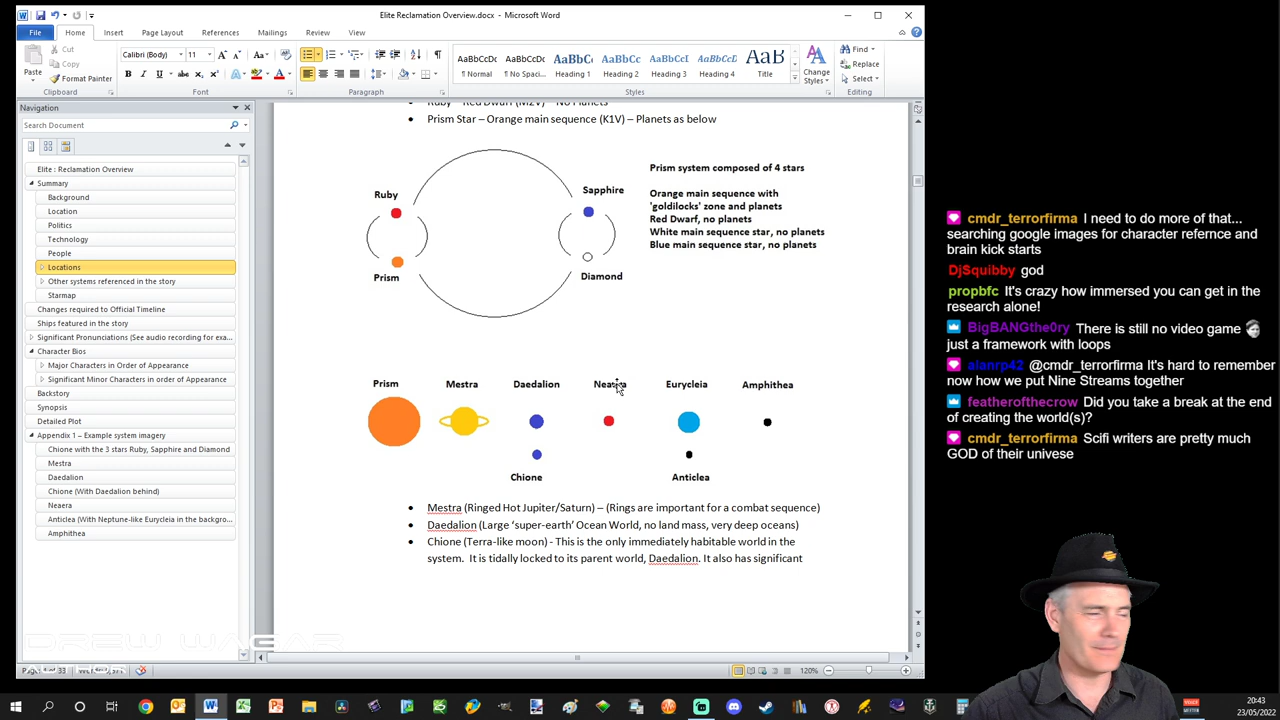 Elite Reclamation Overview.docx - Microsoft Word
File Home Insert Page Layout References Mailings Review View
Cut
Copy
Paste
Format Painter
Calibri (Body) 11
AaBbCcDc AaBbCcDc AaBbC AaBbCc AaBbCcI AaBbCcD AaB
¶ Normal ¶ No Spaci... Heading 1 Heading 2 Heading 3 Heading 4 Title
Change Styles
Find
Replace
Select
Clipboard Font Paragraph Styles Editing
Navigation
Search Document
Elite : Reclamation Overview
Summary
Background
Location
Politics
Technology
People
Locations
Other systems referenced in the story
Starmap
Changes required to Official Timeline
Ships featured in the story
Significant Pronunciations (See audio recording for exa...
Character Bios
Major Characters in Order of Appearance
Significant Minor Characters in order of Appearance
Backstory
Synopsis
Detailed Plot
Appendix 1 – Example system imagery
Chione with the 3 stars Ruby, Sapphire and Diamond
Mestra
Daedalion
Chione (With Daedalion behind)
Neaera
Anticlea (With Neptune-like Eurycleia in the backgro...
Amphithea
Ruby – Red Dwarf (M2V) – No Planets
Prism Star – Orange main sequence (K1V) – Planets as below
Ruby
Sapphire
Prism
Diamond
Prism system composed of 4 stars
Orange main sequence with
'goldilocks' zone and planets
Red Dwarf, no planets
White main sequence star, no planets
Blue main sequence star, no planets
Prism Mestra Daedalion Neaera Eurycleia Amphithea
Chione Anticlea
Mestra (Ringed Hot Jupiter/Saturn) – (Rings are important for a combat sequence)
Daedalion (Large ‘super-earth’ Ocean World, no land mass, very deep oceans)
Chione (Terra-like moon) - This is the only immediately habitable world in the
system. It is tidally locked to its parent world, Daedalion. It also has significant
DREW WAGAR
120%
cmdr_terrorfirma I need to do more of that...
searching google images for character refernce and
brain kick starts
DjSquibby god
propbfc It's crazy how immersed you can get in the
research alone!
BigBANGthe0ry There is still no video game
just a framework with loops
alanrp42 @cmdr_terrorfirma It's hard to remember
now how we put Nine Streams together
featherofthecrow Did you take a break at the end
of creating the world(s)?
cmdr_terrorfirma Scifi writers are pretty much
GOD of their univese
20:43
23/05/2022